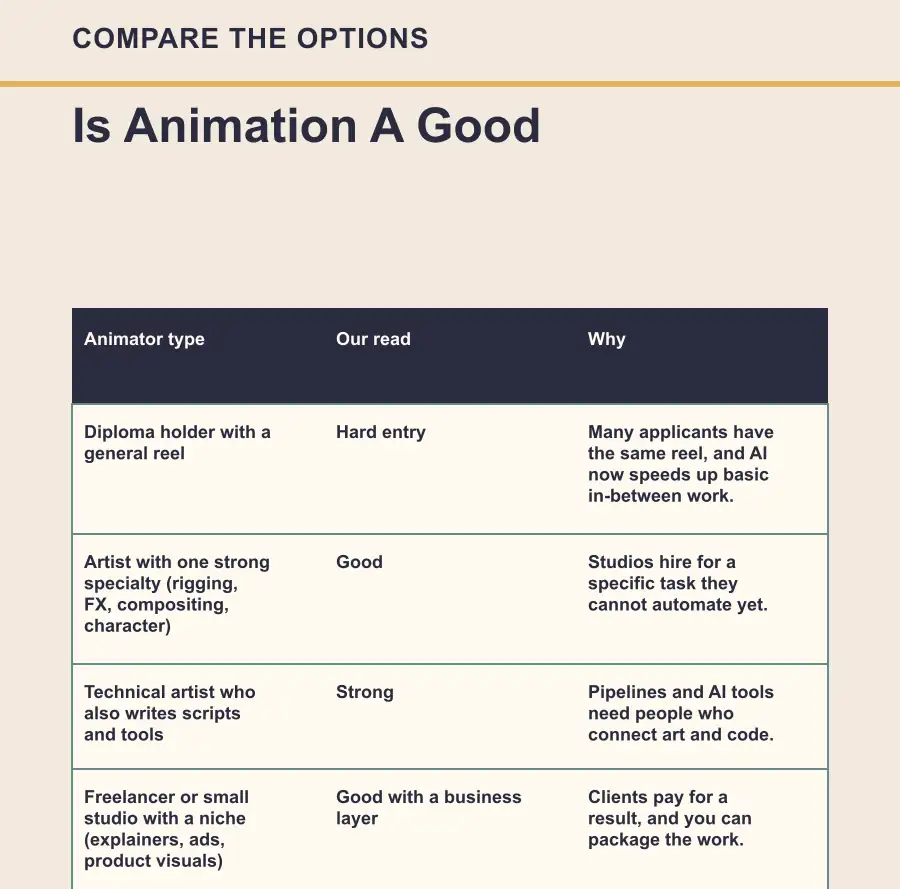 COMPARE THE OPTIONS
Is Animation A Good
Animator type
Our read
Why
Diploma holder with a
general reel
Hard entry
Many applicants have
the same reel, and AI
now speeds up basic
in-between work.
Artist with one strong
specialty (rigging,
FX, compositing,
character)
Good
Studios hire for a
specific task they
cannot automate yet.
Technical artist who
also writes scripts
and tools
Strong
Pipelines and AI tools
need people who
connect art and code.
Freelancer or small
studio with a niche
(explainers, ads,
product visuals)
Good with a business
layer
Clients pay for a
result, and you can
package the work.